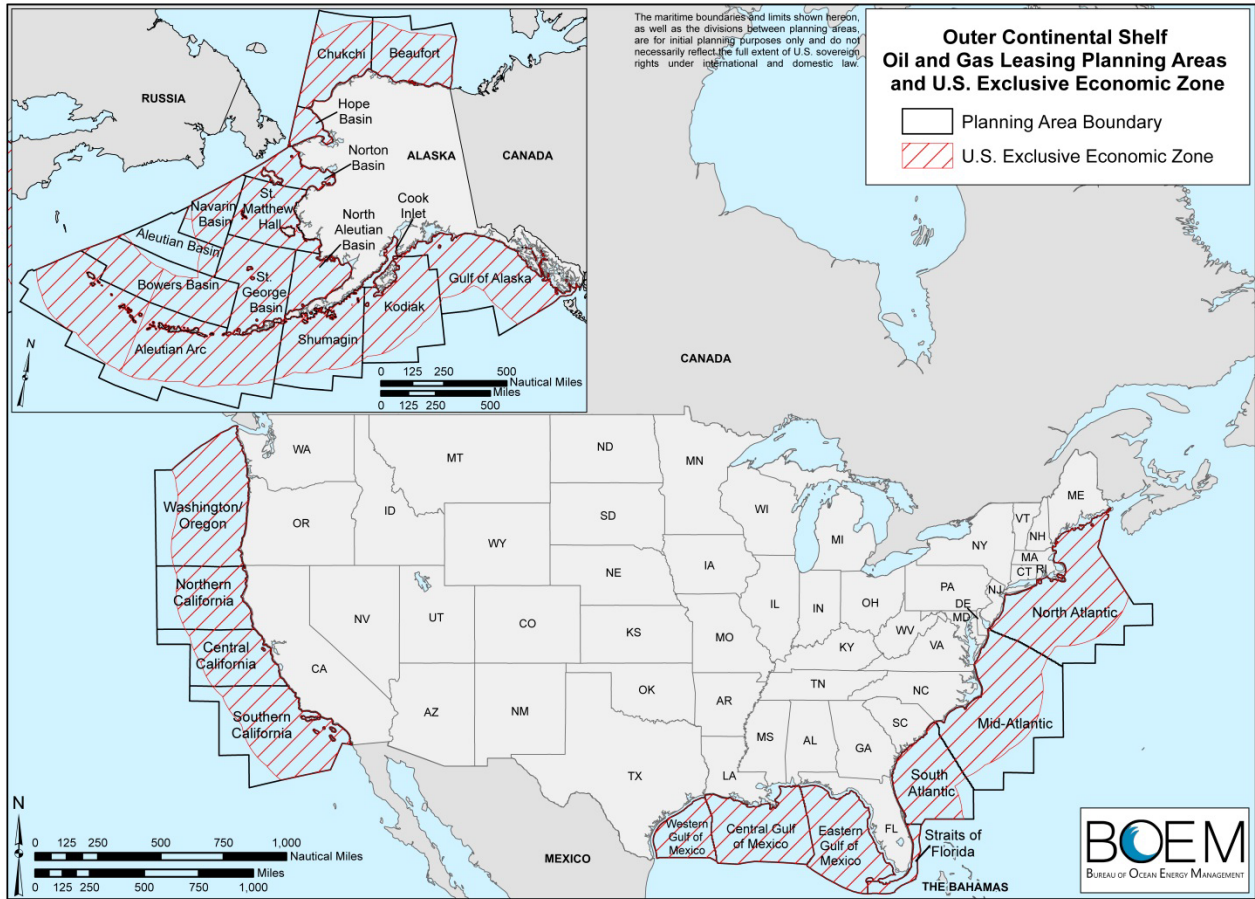 The maritime boundaries and limits shown hereon,
as well as the divisions between planning areas,
are for initial planning purposes only and do not
necessarily reflect the full extent of U.S. sovereign
rights under international and domestic law.
Outer Continental Shelf
Oil and Gas Leasing Planning Areas
and U.S. Exclusive Economic Zone
Planning Area Boundary
U.S. Exclusive Economic Zone
Chukchi
Beaufort
RUSSIA
Hope
Basin
Norton
Basin
ALASKA
CANADA
St.
Matthew
Hall
Navarin
Basin
Aleutian Basin
Cook
Inlet
North
Aleutian
Basin
Bowers Basin
St.
George
Basin
Gulf of Alaska
Kodiak
Shumagin
Aleutian Arc
N
0 125 250 500
Nautical Miles
Miles
0 125 250 500
CANADA
WA
MT
ND
MN
ME
Washington/
Oregon
OR
ID
SD
WI
MI
VT
NH
NY
MA
CT
RI
WY
Northern
California
NE
IA
PA
NJ
DE
MD
North Atlantic
NV
UT
CO
KS
IL
IN
OH
WV
VA
MO
KY
Central
California
CA
Southern
California
AZ
NM
OK
AR
TN
NC
Mid-Atlantic
SC
MS
AL
GA
TX
LA
South
Atlantic
FL
Western
Gulf of
Mexico
Central Gulf
of Mexico
Eastern
Gulf of
Mexico
Straits of
Florida
MEXICO
THE BAHAMAS
N
0 125 250 500 750 1,000
Nautical Miles
Miles
0 125 250 500 750 1,000
BOEM
BUREAU OF OCEAN ENERGY MANAGEMENT